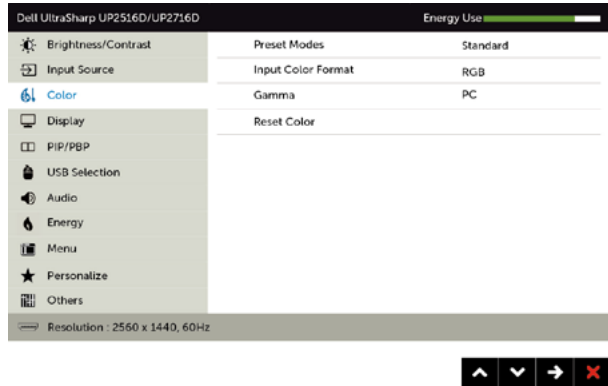 Dell UltraSharp UP2516D/UP2716D Energy Use
Brightness/Contrast Preset Modes Standard
Input Source Input Color Format RGB
Color Gamma PC
Display Reset Color
PIP/PBP
USB Selection
Audio
Energy
Menu
Personalize
Others
Resolution : 2560 x 1440, 60Hz